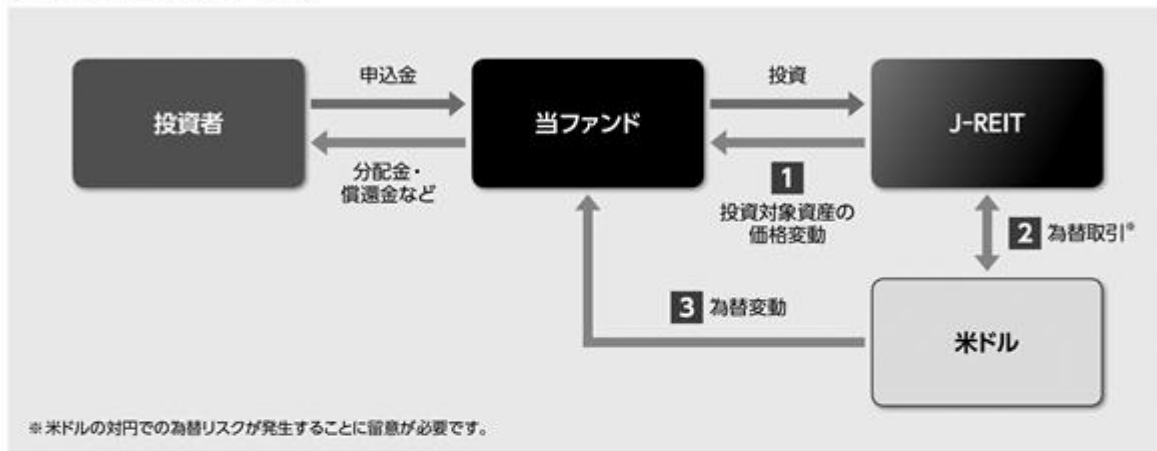 申込金
投資
投資者
当ファンド
J-REIT
分配金・
償還金など
1
投資対象資産の
価格変動
2 為替取引※
3 為替変動
米ドル
※米ドルの対円での為替リスクが発生することに留意が必要です。